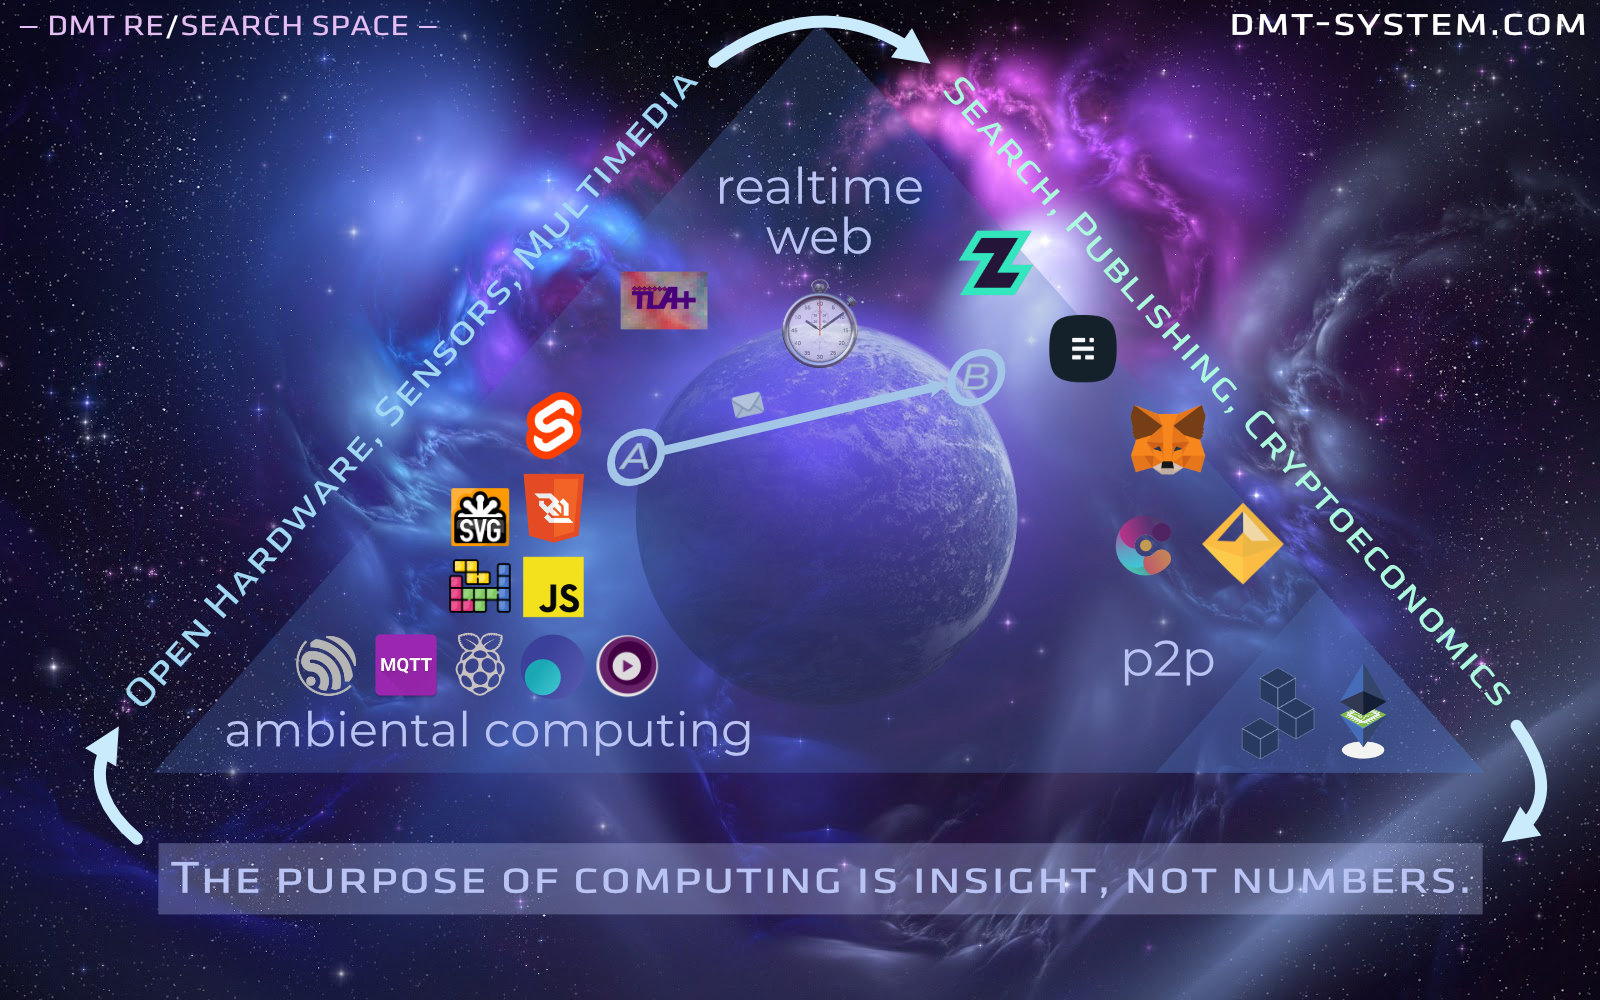 — DMT RE/SEARCH SPACE —
DMT-SYSTEM.COM
OPEN HARDWARE, SENSORS, MULTIMEDIA
SEARCH, PUBLISHING, CRYPTOECONOMICS
realtime
web
TLA+
A
B
SVG
JS
MQTT
ambiental computing
p2p
THE PURPOSE OF COMPUTING IS INSIGHT, NOT NUMBERS.